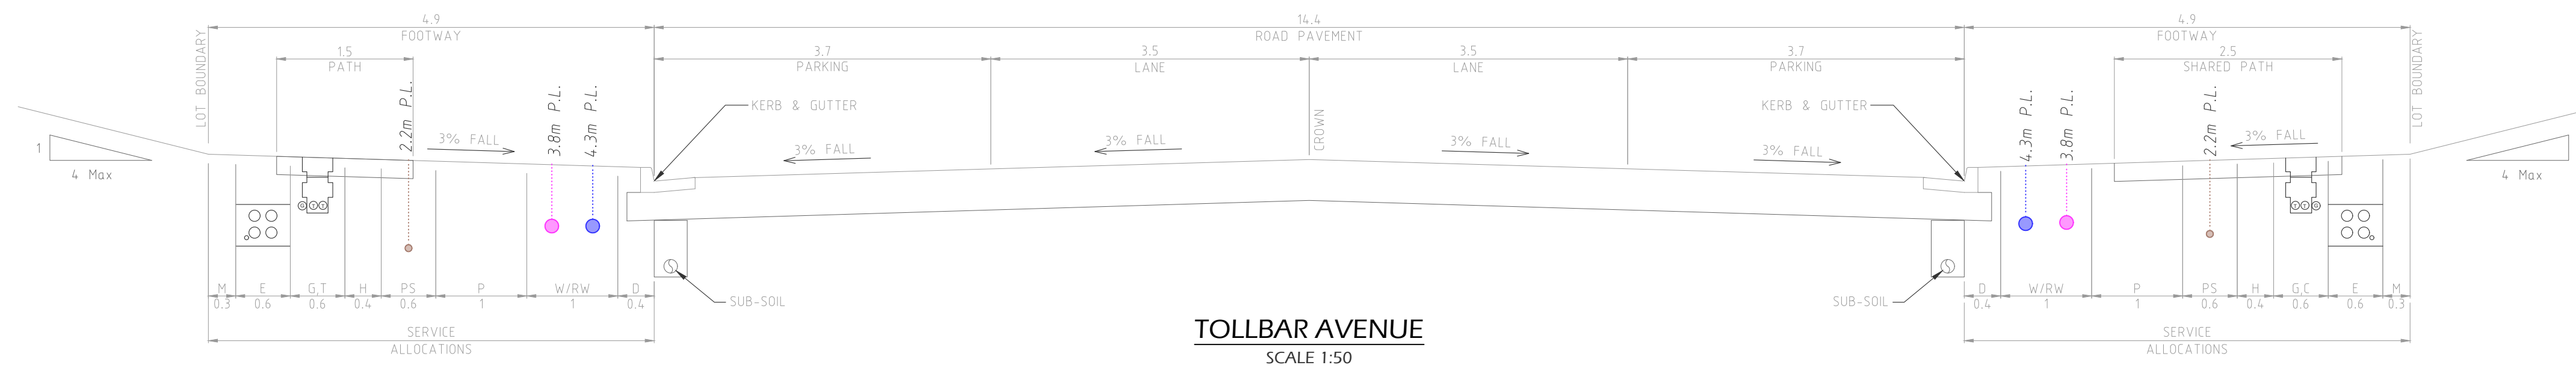 4.9
FOOTWAY
14.4
ROAD PAVEMENT
4.9
FOOTWAY
1.5
PATH
3.7
PARKING
3.5
LANE
3.5
LANE
3.7
PARKING
2.5
SHARED PATH
LOT BOUNDARY
2.2m P.L.
3.8m P.L.
4.3m P.L.
KERB & GUTTER
CROWN
KERB & GUTTER
4.3m P.L.
3.8m P.L.
2.2m P.L.
LOT BOUNDARY
1
4 Max
3% FALL
3% FALL
3% FALL
3% FALL
3% FALL
3% FALL
1
4 Max
G T T
T T G
M E G,T H PS P W/RW D
0.3 0.6 0.6 0.4 0.6 1 1 0.4
SUB-SOIL
SUB-SOIL
D W/RW P PS H G,C E M
0.4 1 1 0.6 0.4 0.6 0.6 0.3
SERVICE
ALLOCATIONS
SERVICE
ALLOCATIONS
TOLLBAR AVENUE
SCALE 1:50